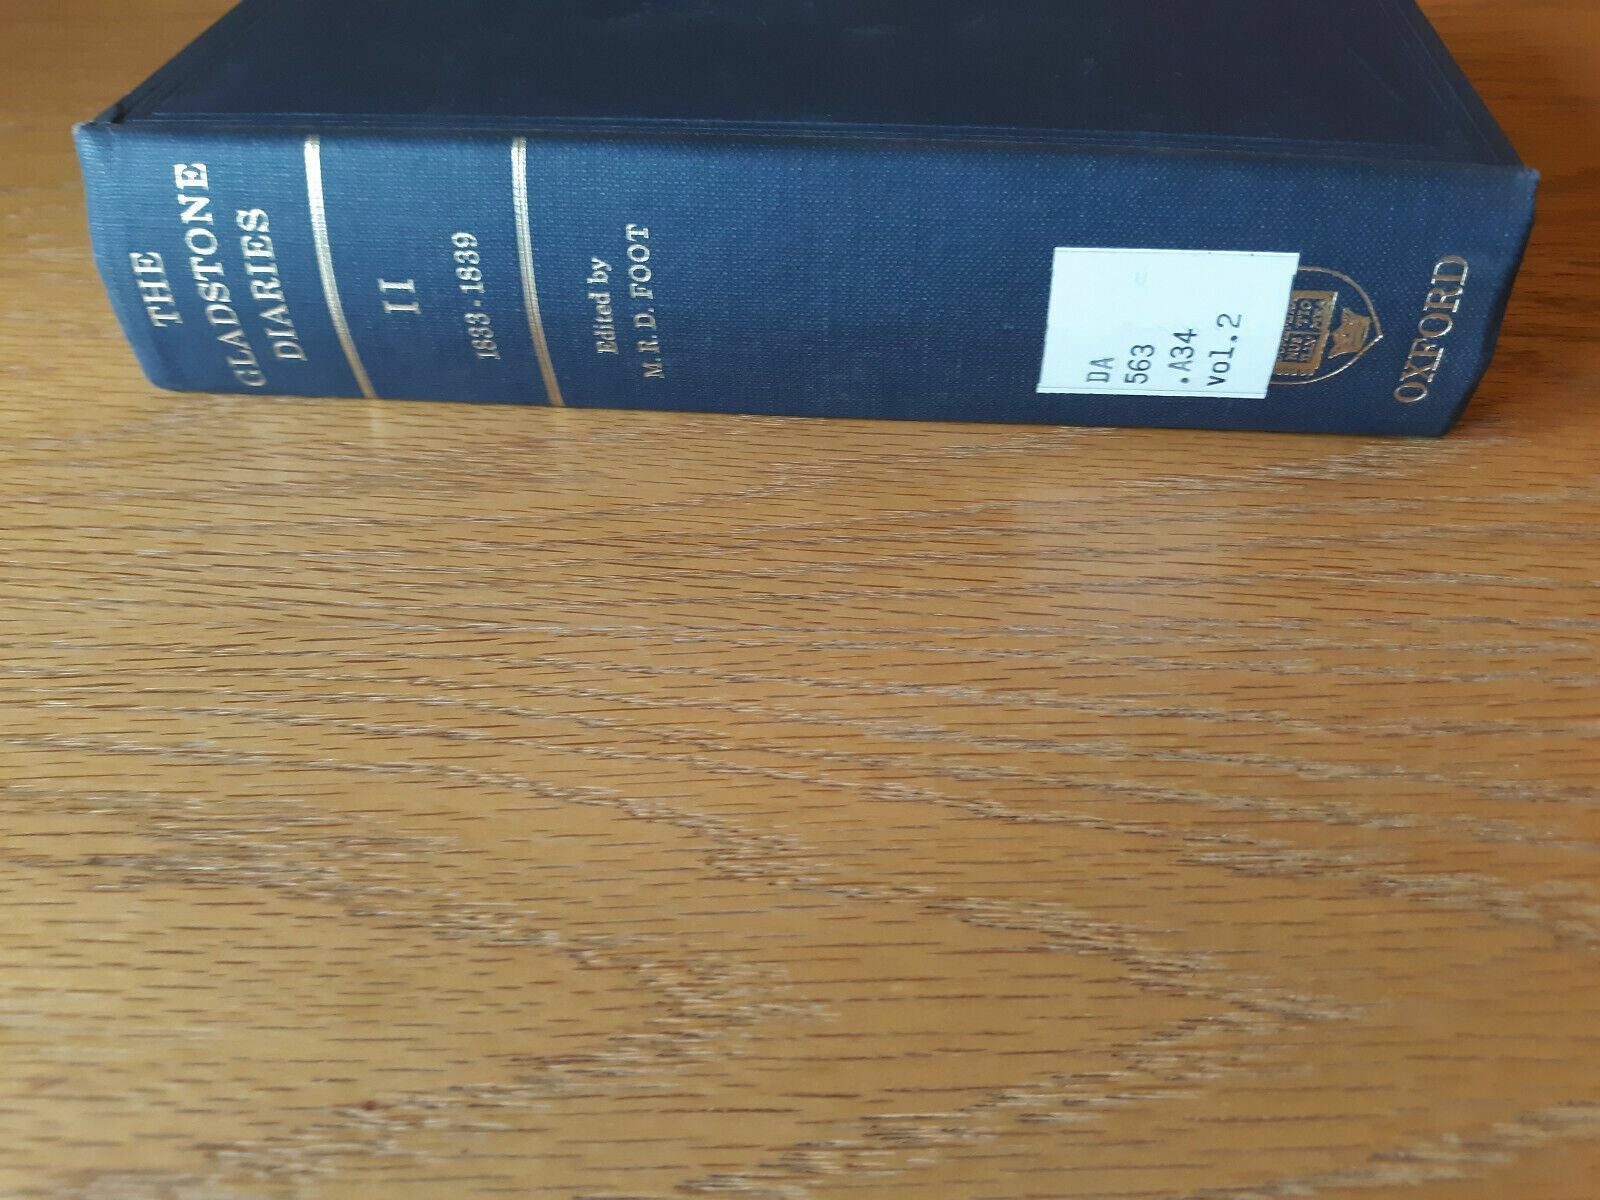 THE
GLADSTONE
DIARIES
II
1833-1839
Edited by
M. R. D. FOOT
DA
563
.A34
vol.2
OXFORD